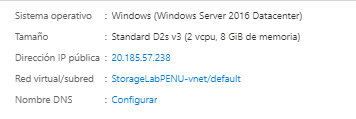 Sistema operativo : Windows (Windows Server 2016 Datacenter)
Tamaño : Standard D2s v3 (2 vcpu, 8 GiB de memoria)
Dirección IP pública : 20.185.57.238
Red virtual/subred : StorageLabPENU-vnet/default
Nombre DNS : Configurar